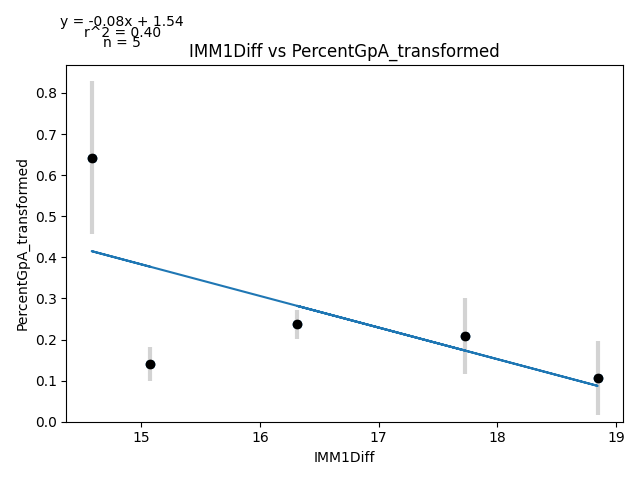 y = -0.08x + 1.54
r^2 = 0.40
n = 5
IMM1Diff vs PercentGpA_transformed
PercentGpA_transformed
0.8
0.7
0.6
0.5
0.4
0.3
0.2
0.1
0.0
15 16 17 18 19
IMM1Diff